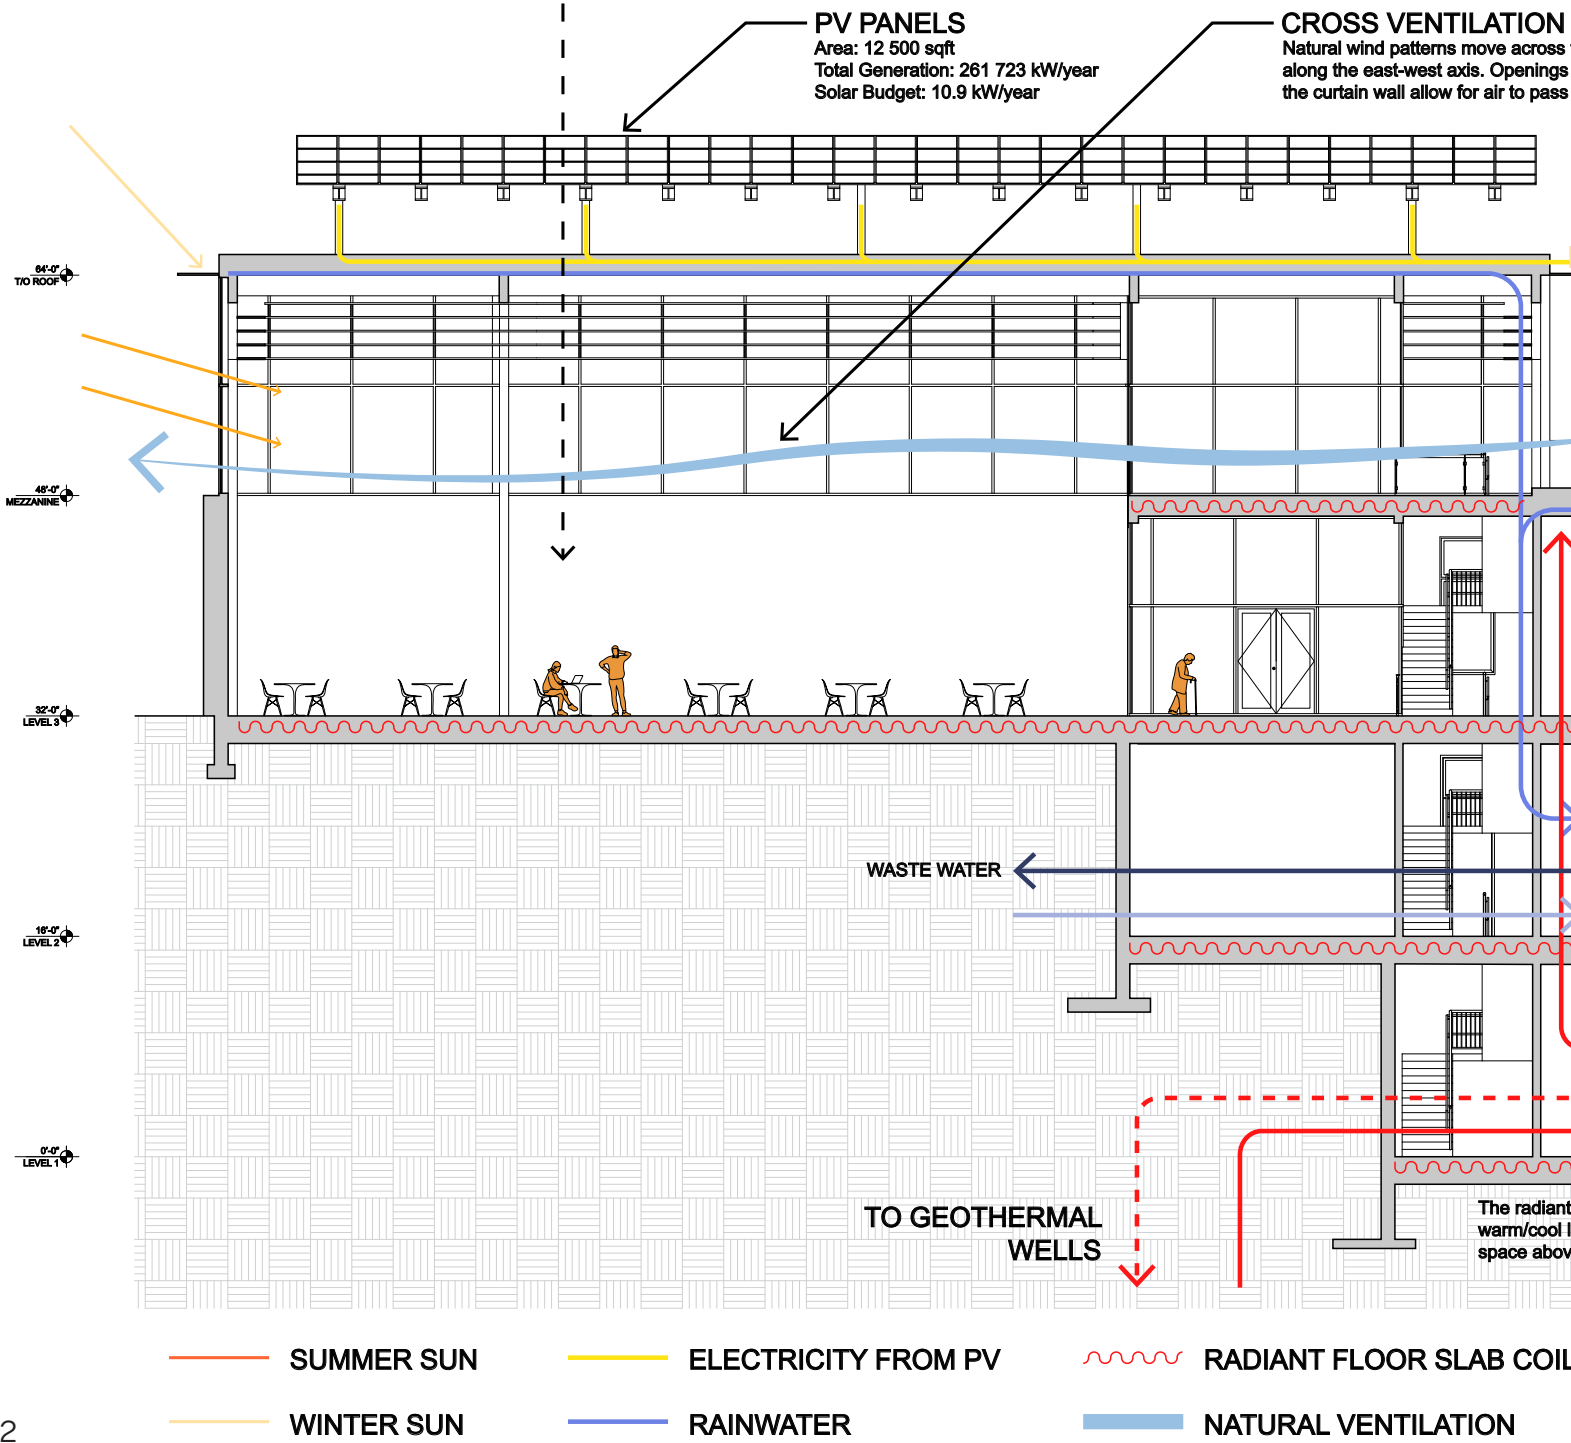 PV PANELS
Area: 12 500 sqft
Total Generation: 261 723 kW/year
Solar Budget: 10.9 kW/year
CROSS VENTILATION
Natural wind patterns move across
along the east-west axis. Openings
the curtain wall allow for air to pass
64'-0"
T/O ROOF
48'-0"
MEZZANINE
32'-0"
LEVEL 3
WASTE WATER
16'-0"
LEVEL 2
0'-0"
LEVEL 1
TO GEOTHERMAL
WELLS
The radiant
warm/cool
space abov
SUMMER SUN
ELECTRICITY FROM PV
RADIANT FLOOR SLAB COIL
WINTER SUN
RAINWATER
NATURAL VENTILATION
2